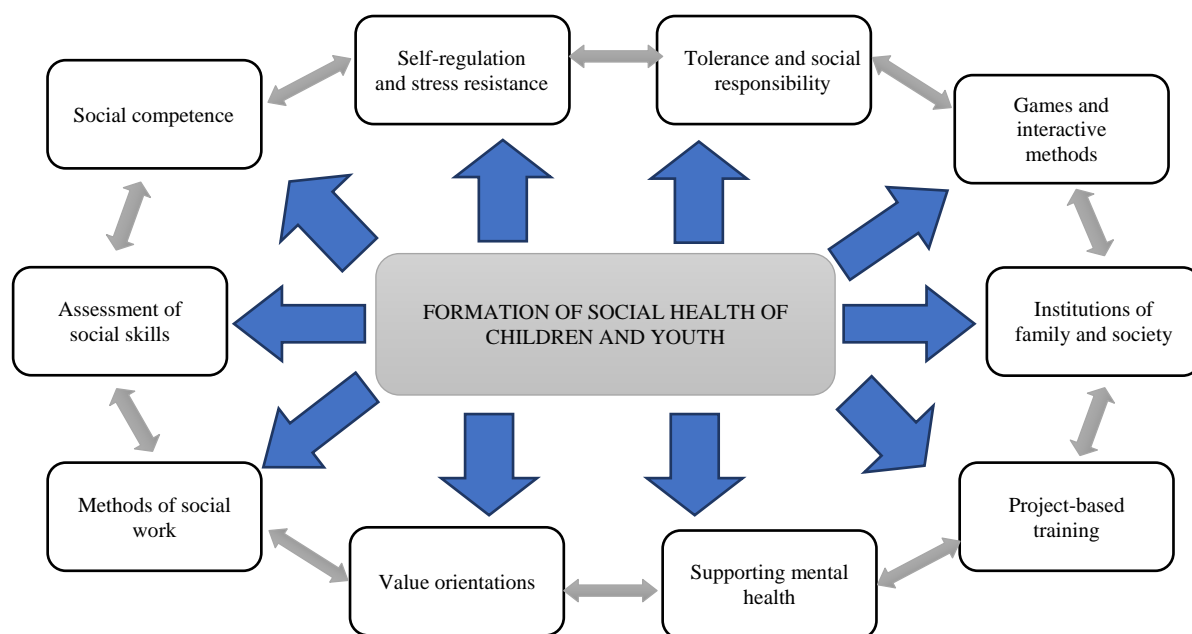 Self-regulation
and stress resistance
Tolerance and social
responsibility
Social competence
Games and
interactive
methods
Assessment of
social skills
FORMATION OF SOCIAL HEALTH OF
CHILDREN AND YOUTH
Institutions of
family and society
Methods of social
work
Project-based
training
Value orientations
Supporting mental
health